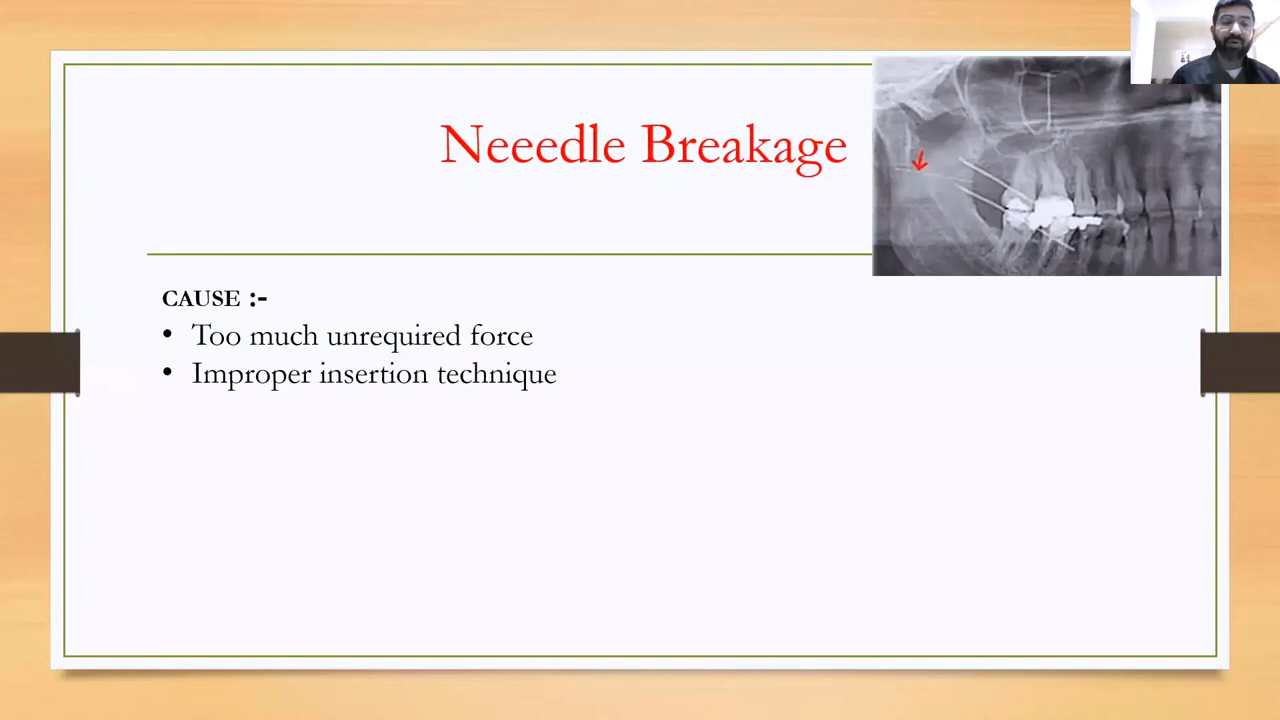 Neeedle Breakage
CAUSE :-
• Too much unrequired force
• Improper insertion technique